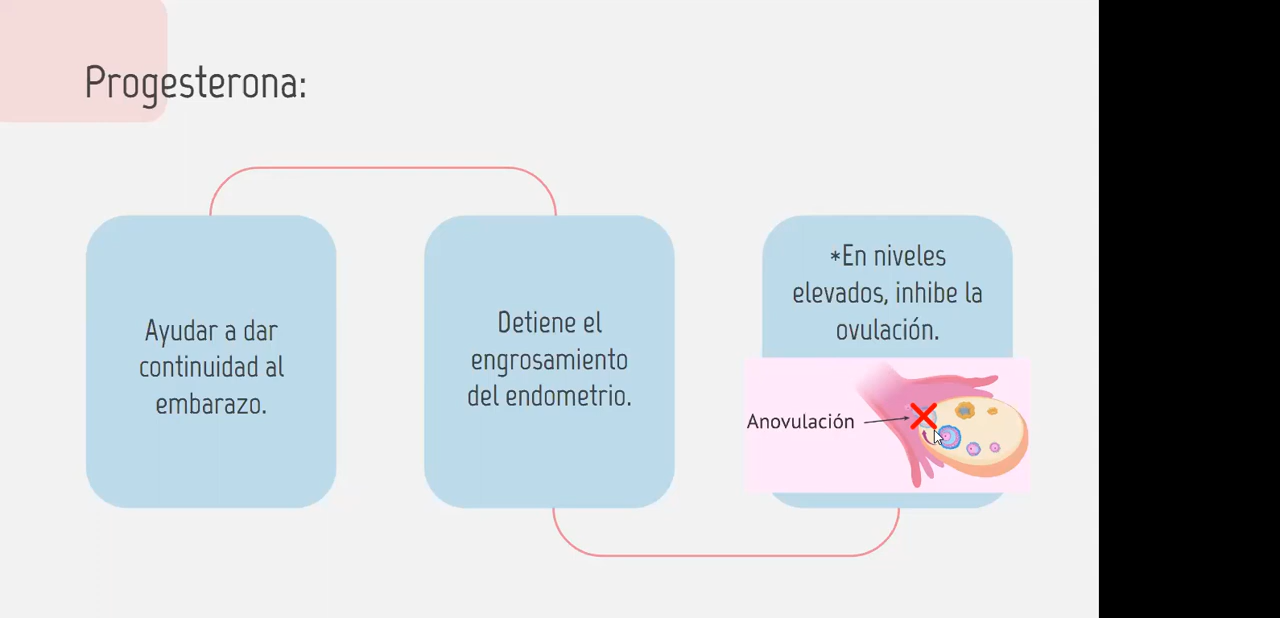 Progesterona:
Ayudar a dar
continuidad al
embarazo.
Detiene el
engrosamiento
del endometrio.
*En niveles
elevados, inhibe la
ovulación.
Anovulación